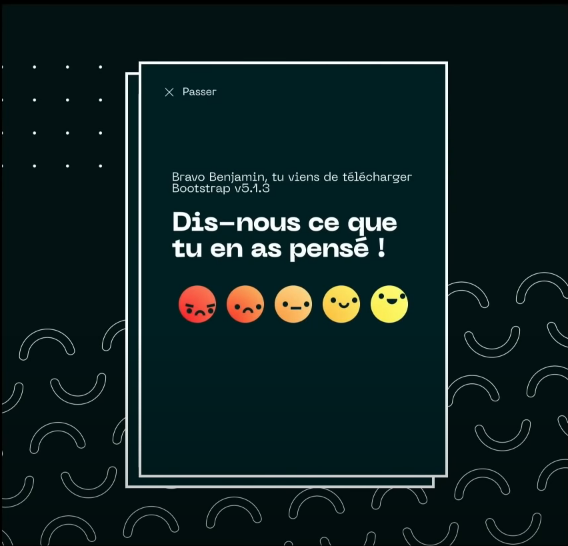 Passer
Bravo Benjamin, tu viens de télécharger
Bootstrap v5.1.3
Dis-nous ce que
tu en as pensé !